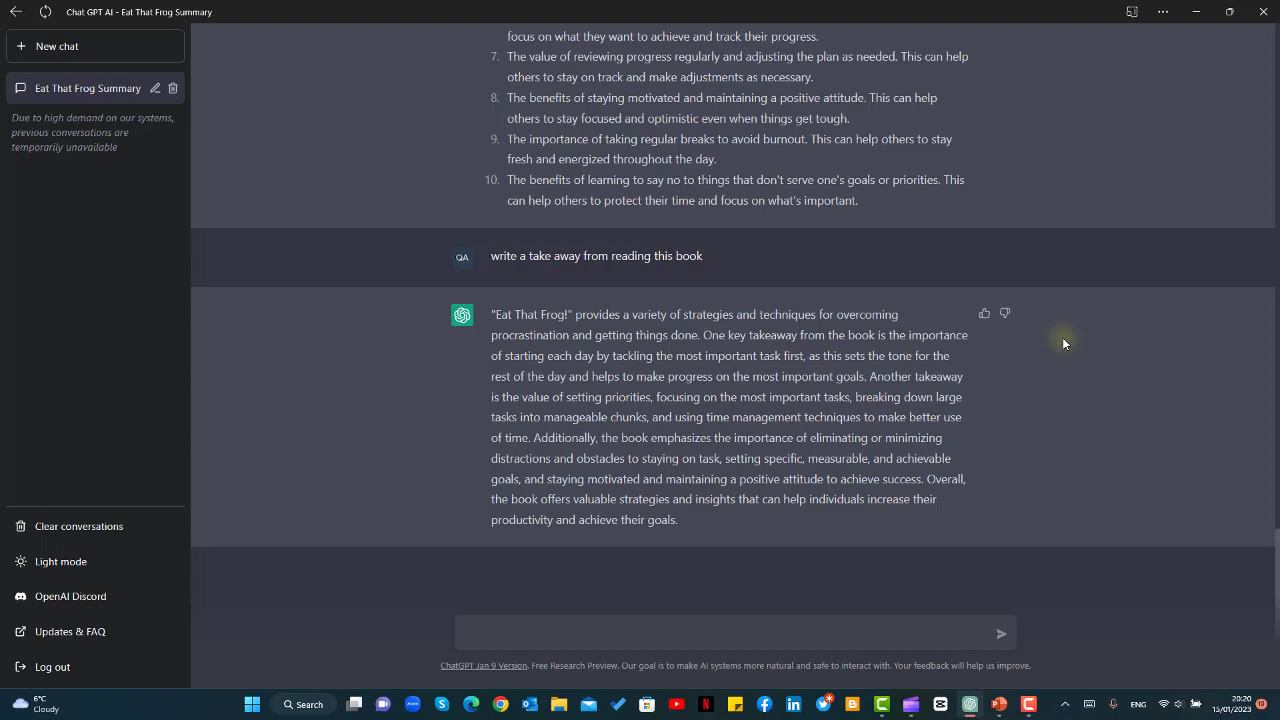 Chat GPT AI - Eat That Frog Summary
New chat
Eat That Frog Summary
Due to high demand on our systems,
previous conversations are
temporarily unavailable
focus on what they want to achieve and track their progress.
7. The value of reviewing progress regularly and adjusting the plan as needed. This can help
others to stay on track and make adjustments as necessary.
8. The benefits of staying motivated and maintaining a positive attitude. This can help
others to stay focused and optimistic even when things get tough.
9. The importance of taking regular breaks to avoid burnout. This can help others to stay
fresh and energized throughout the day.
10. The benefits of learning to say no to things that don't serve one's goals or priorities. This
can help others to protect their time and focus on what's important.
QA write a take away from reading this book
"Eat That Frog!" provides a variety of strategies and techniques for overcoming
procrastination and getting things done. One key takeaway from the book is the importance
of starting each day by tackling the most important task first, as this sets the tone for the
rest of the day and helps to make progress on the most important goals. Another takeaway
is the value of setting priorities, focusing on the most important tasks, breaking down large
tasks into manageable chunks, and using time management techniques to make better use
of time. Additionally, the book emphasizes the importance of eliminating or minimizing
distractions and obstacles to staying on task, setting specific, measurable, and achievable
goals, and staying motivated and maintaining a positive attitude to achieve success. Overall,
the book offers valuable strategies and insights that can help individuals increase their
productivity and achieve their goals.
Clear conversations
Light mode
OpenAI Discord
Updates & FAQ
Log out
ChatGPT Jan 9 Version. Free Research Preview. Our goal is to make AI systems more natural and safe to interact with. Your feedback will help us improve.
6°C
Cloudy
Search
zoom
ENG
20:20
15/01/2023